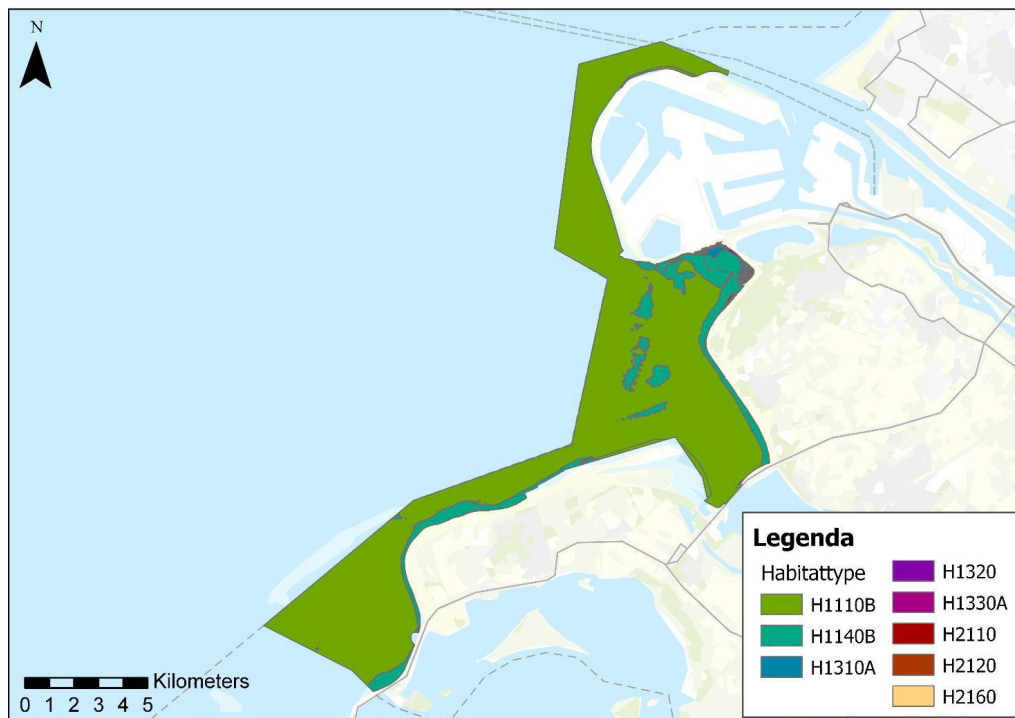 N
Kilometers
0 1 2 3 4 5
Legenda
Habitattype
H1110B
H1140B
H1310A
H1320
H1330A
H2110
H2120
H2160